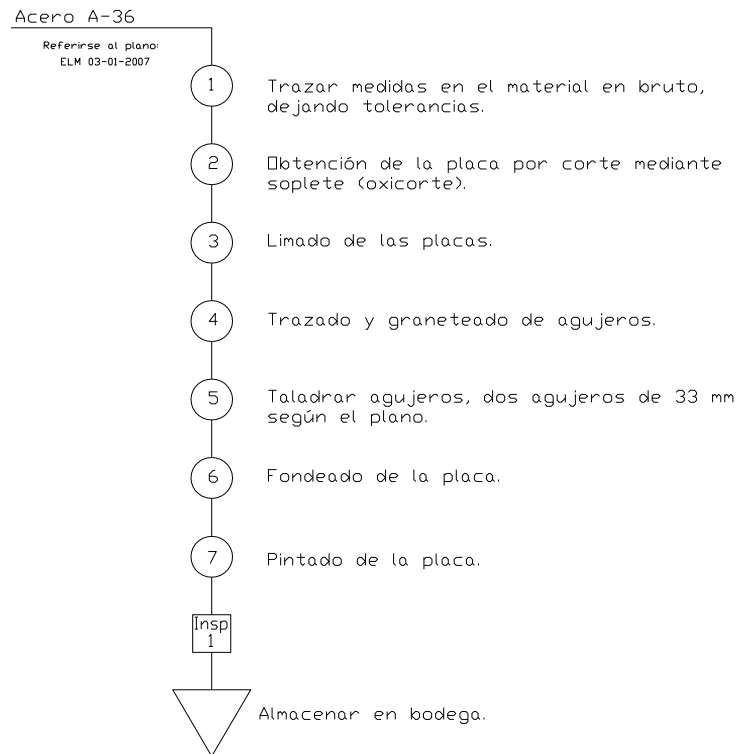 Acero A-36
Referirse al plano:
ELM 03-01-2007
1
Trazar medidas en el material en bruto,
dejando tolerancias.
2
Obtención de la placa por corte mediante
soplete (oxicorte).
3
Limado de las placas.
4
Trazado y graneteado de agujeros.
5
Taladrar agujeros, dos agujeros de 33 mm
según el plano.
6
Fondeado de la placa.
7
Pintado de la placa.
Insp
1
Almacenar en bodega.